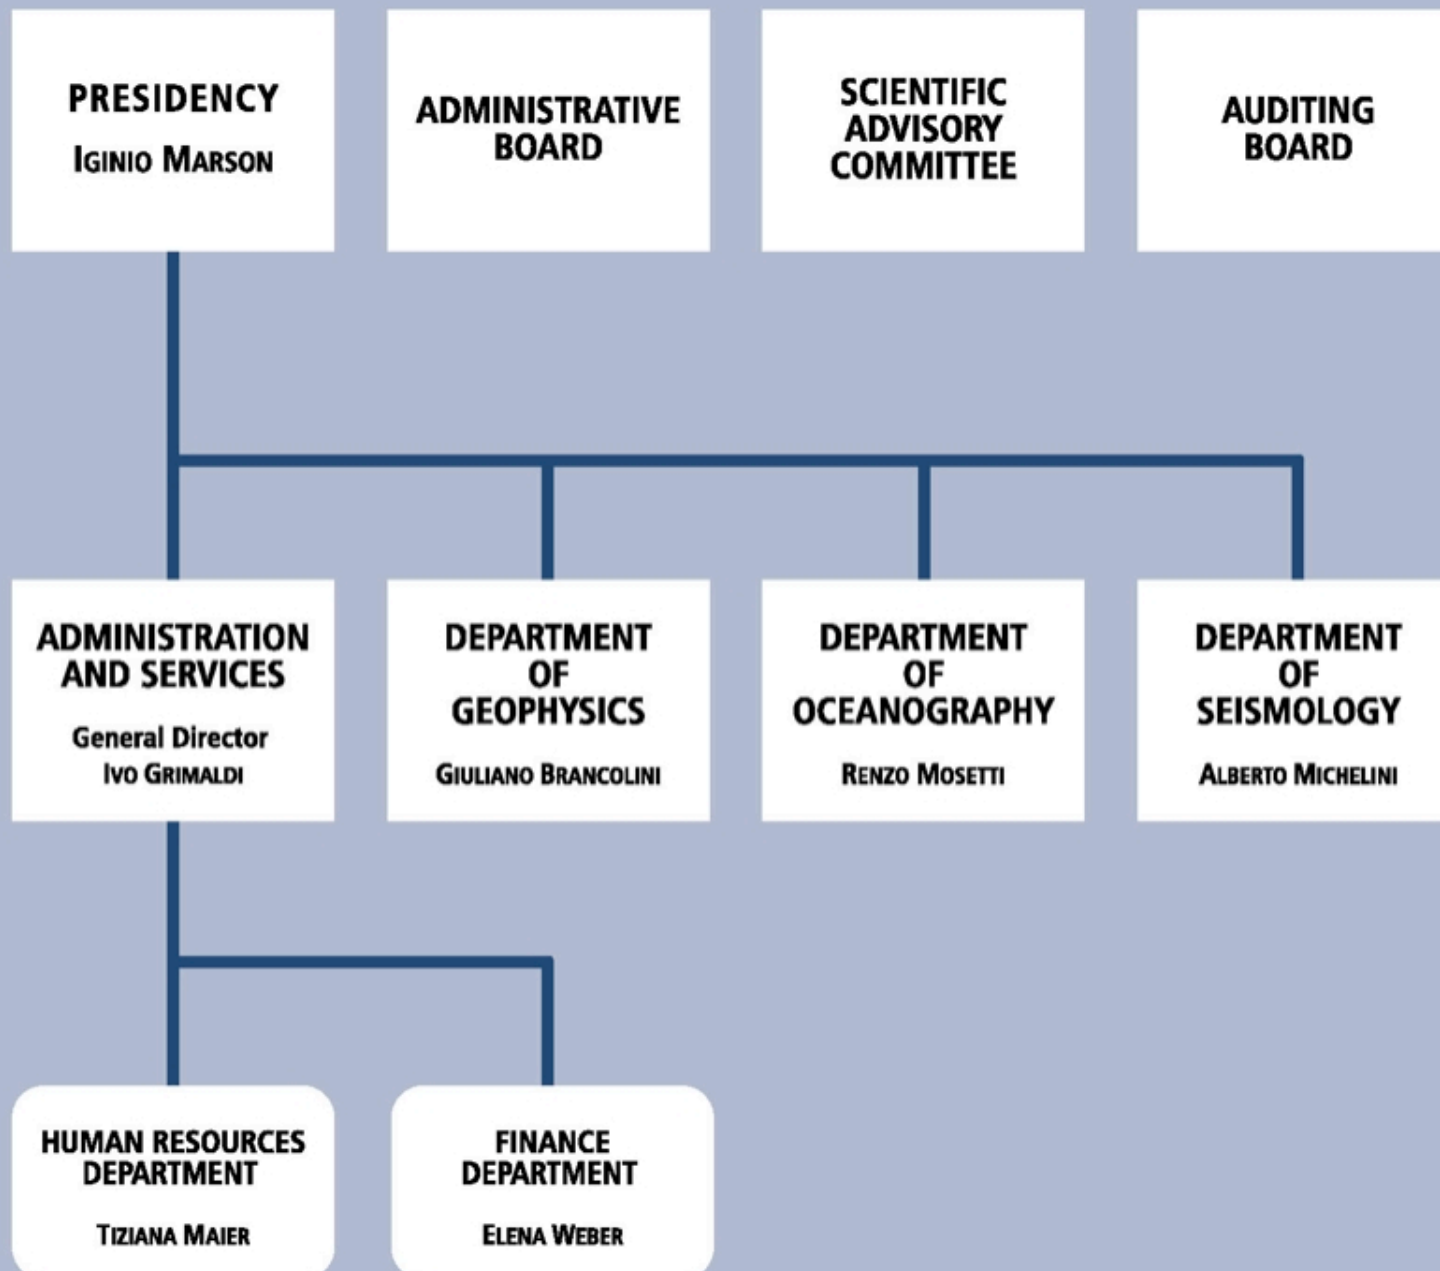 PRESIDENCY
IGINIO MARSON
ADMINISTRATIVE
BOARD
SCIENTIFIC
ADVISORY
COMMITTEE
AUDITING
BOARD
ADMINISTRATION
AND SERVICES
General Director
IVO GRIMALDI
DEPARTMENT
OF
GEOPHYSICS
GIULIANO BRANCOLINI
DEPARTMENT
OF
OCEANOGRAPHY
RENZO MOSETTI
DEPARTMENT
OF
SEISMOLOGY
ALBERTO MICHELINI
HUMAN RESOURCES
DEPARTMENT
TIZIANA MAIER
FINANCE
DEPARTMENT
ELENA WEBER